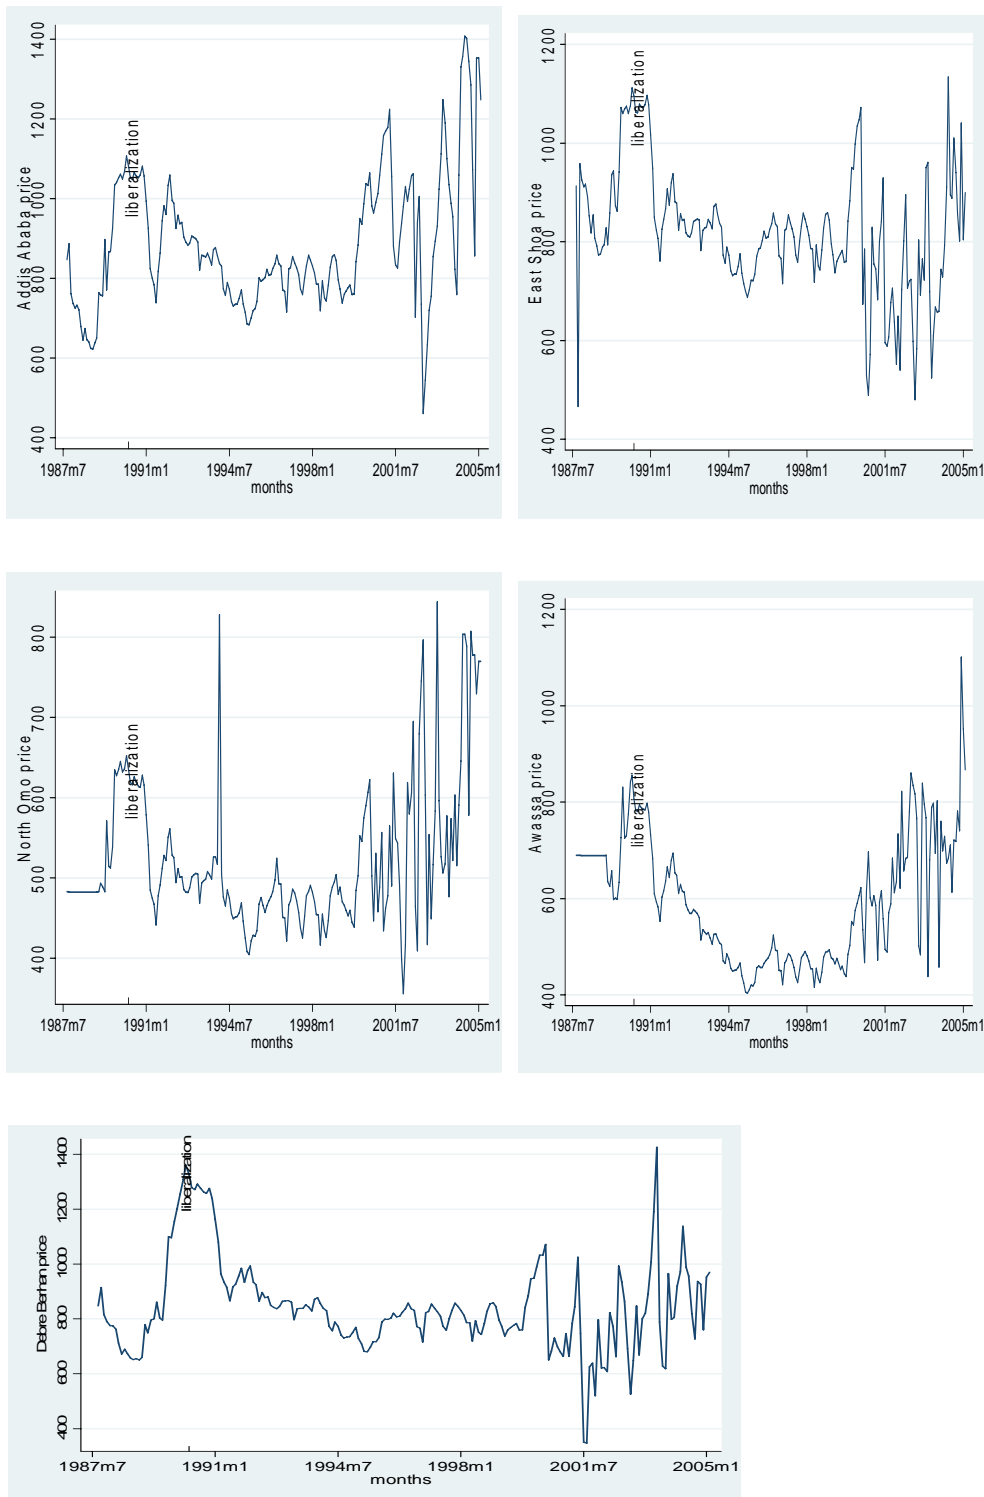 Addis Ababa price
1400
1200
1000
800
600
400
liberalization
1987m7 1991m1 1994m7 1998m1 2001m7 2005m1
months
East Shoa price
1200
1000
800
600
400
liberalization
1987m7 1991m1 1994m7 1998m1 2001m7 2005m1
months
North Omo price
800
700
600
500
400
liberalization
1987m7 1991m1 1994m7 1998m1 2001m7 2005m1
months
Awassa price
1200
1000
800
600
400
liberalization
1987m7 1991m1 1994m7 1998m1 2001m7 2005m1
months
Debre Berhan price
1400
1200
1000
800
600
400
liberalization
1987m7 1991m1 1994m7 1998m1 2001m7 2005m1
months